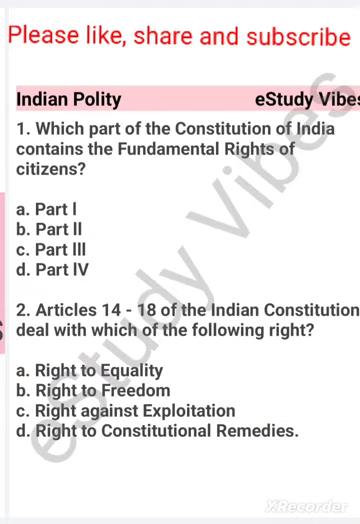 Please like, share and subscribe
Indian Polity eStudy Vibes
1. Which part of the Constitution of India
contains the Fundamental Rights of
citizens?
a. Part I
b. Part II
c. Part III
d. Part IV
2. Articles 14 - 18 of the Indian Constitution
deal with which of the following right?
a. Right to Equality
b. Right to Freedom
c. Right against Exploitation
d. Right to Constitutional Remedies.
eStudy Vibes
XRecorder